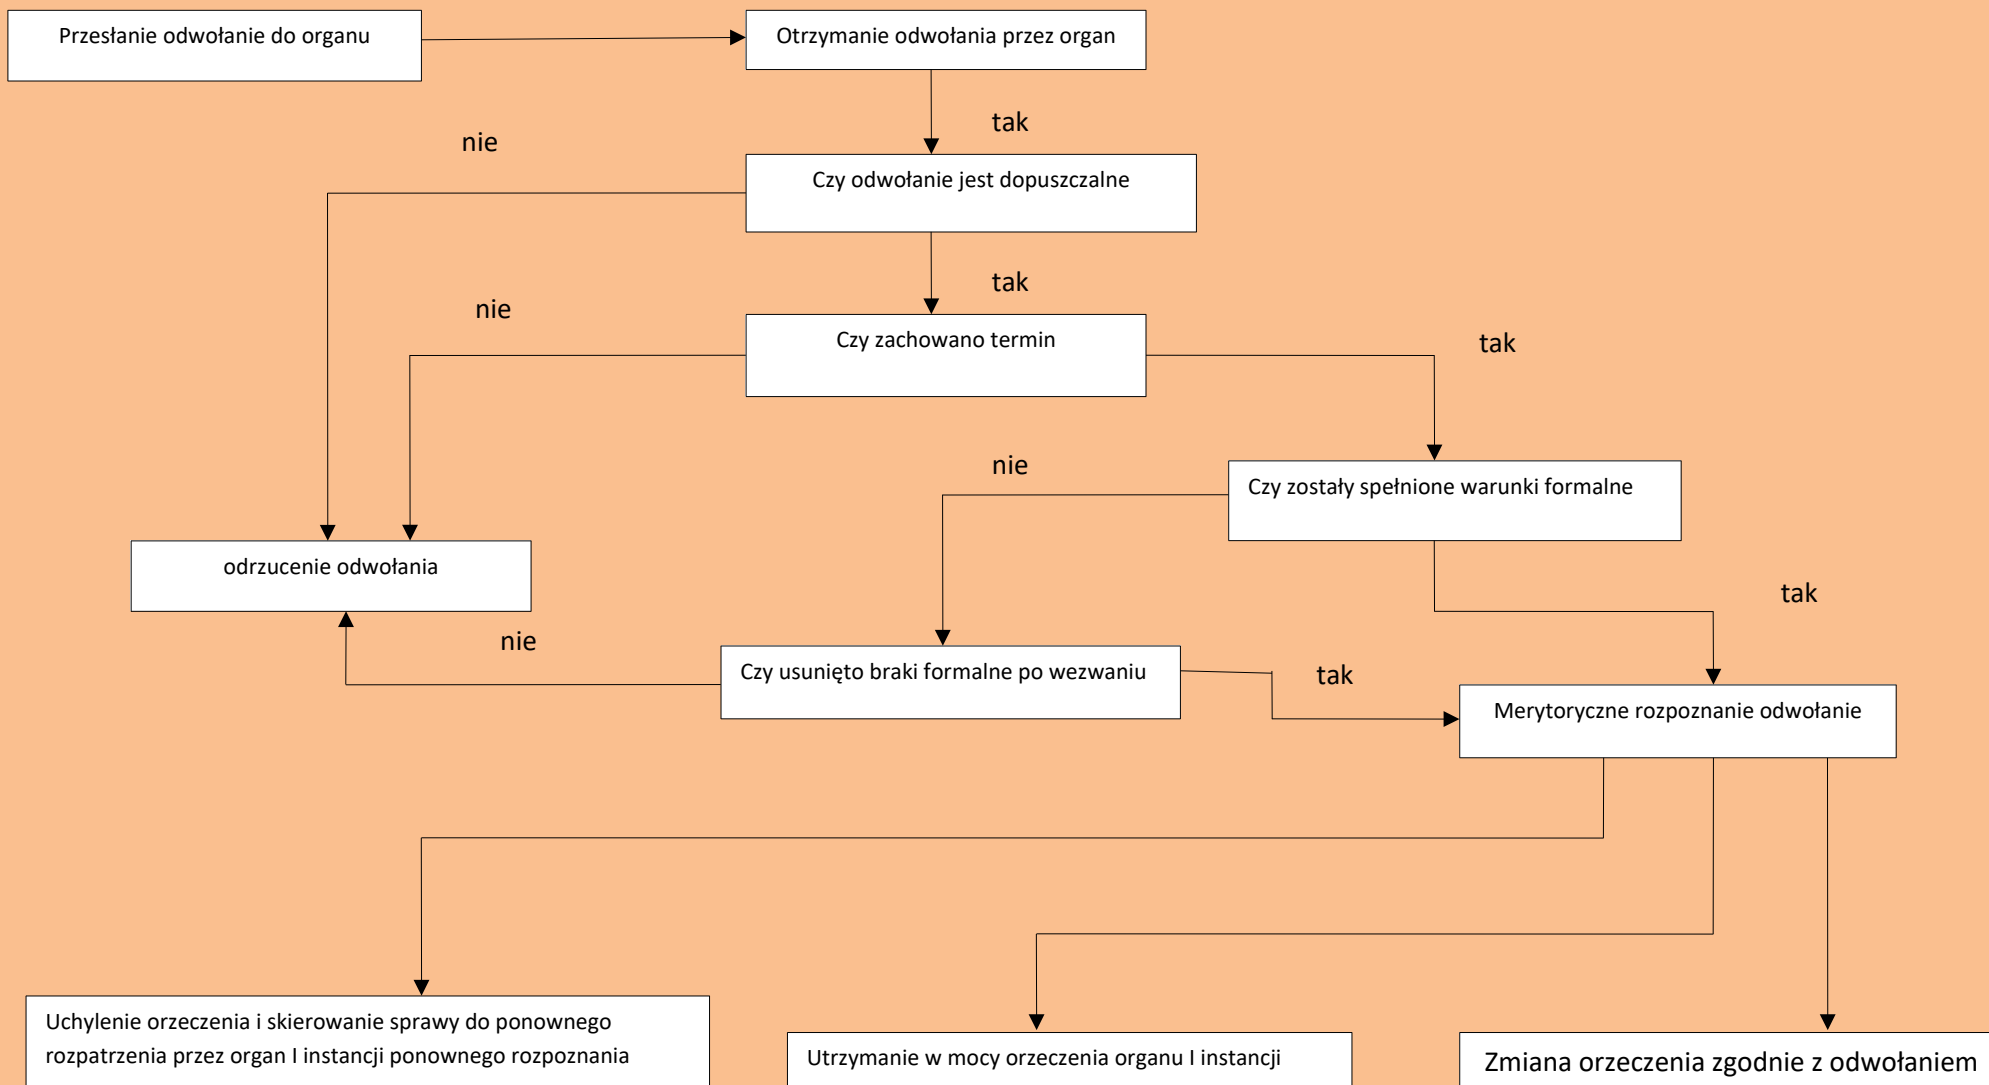 Przesłanie odwołanie do organu
Otrzymanie odwołania przez organ
tak
nie
Czy odwołanie jest dopuszczalne
tak
nie
Czy zachowano termin
tak
nie
Czy zostały spełnione warunki formalne
odrzucenie odwołania
tak
nie
Czy usunięto braki formalne po wezwaniu
tak
Merytoryczne rozpoznanie odwołanie
Uchylenie orzeczenia i skierowanie sprawy do ponownego
rozpatrzenia przez organ I instancji ponownego rozpoznania
Utrzymanie w mocy orzeczenia organu I instancji
Zmiana orzeczenia zgodnie z odwołaniem